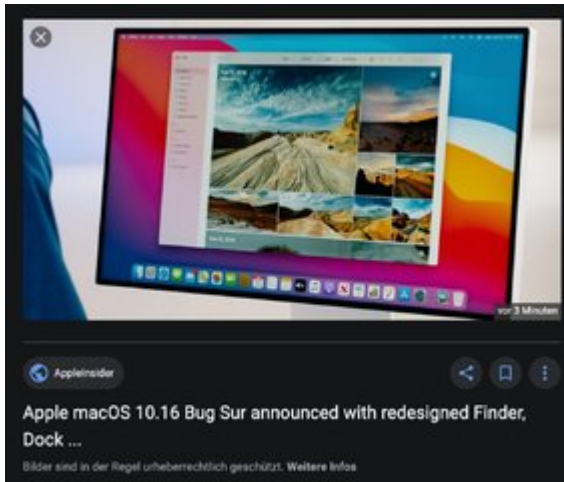 vor 3 Minuten
AppleInsider
Apple macOS 10.16 Bug Sur announced with redesigned Finder,
Dock ...
Bilder sind in der Regel urheberrechtlich geschützt. Weitere Infos